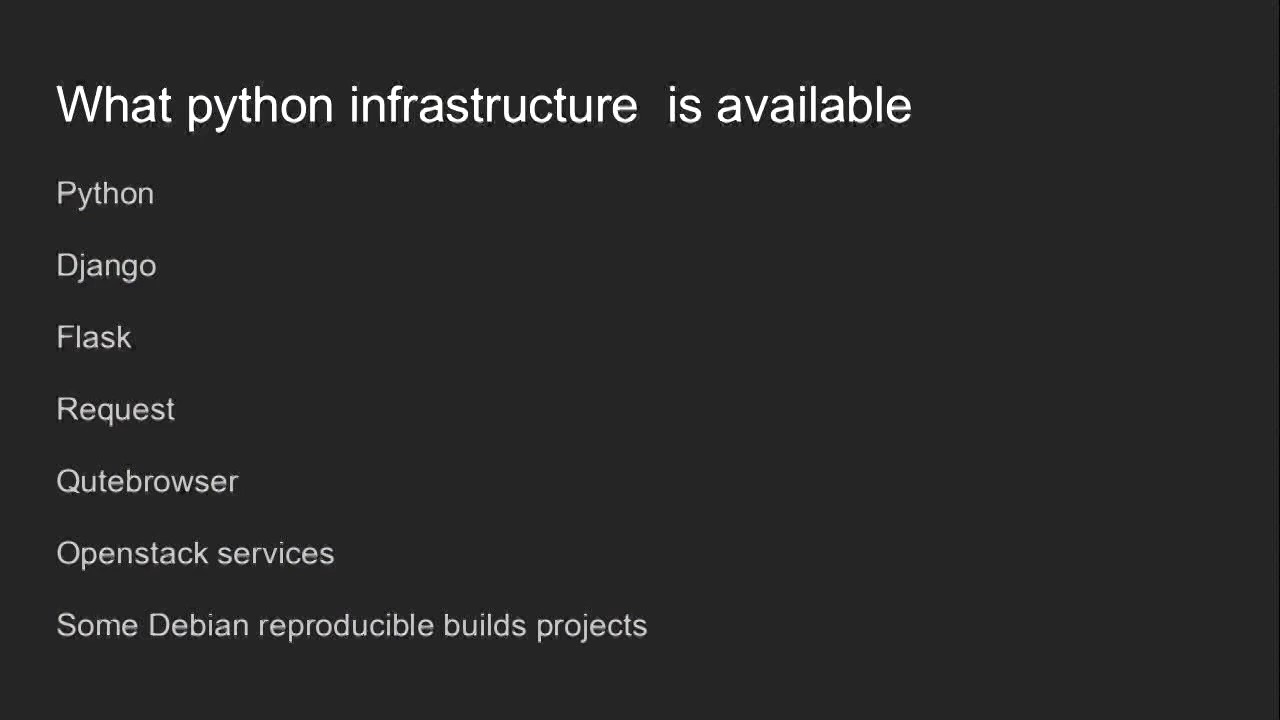 What python infrastructure  is available
Python
Django
Flask
Request
Qutebrowser
Openstack services
Some Debian reproducible builds projects